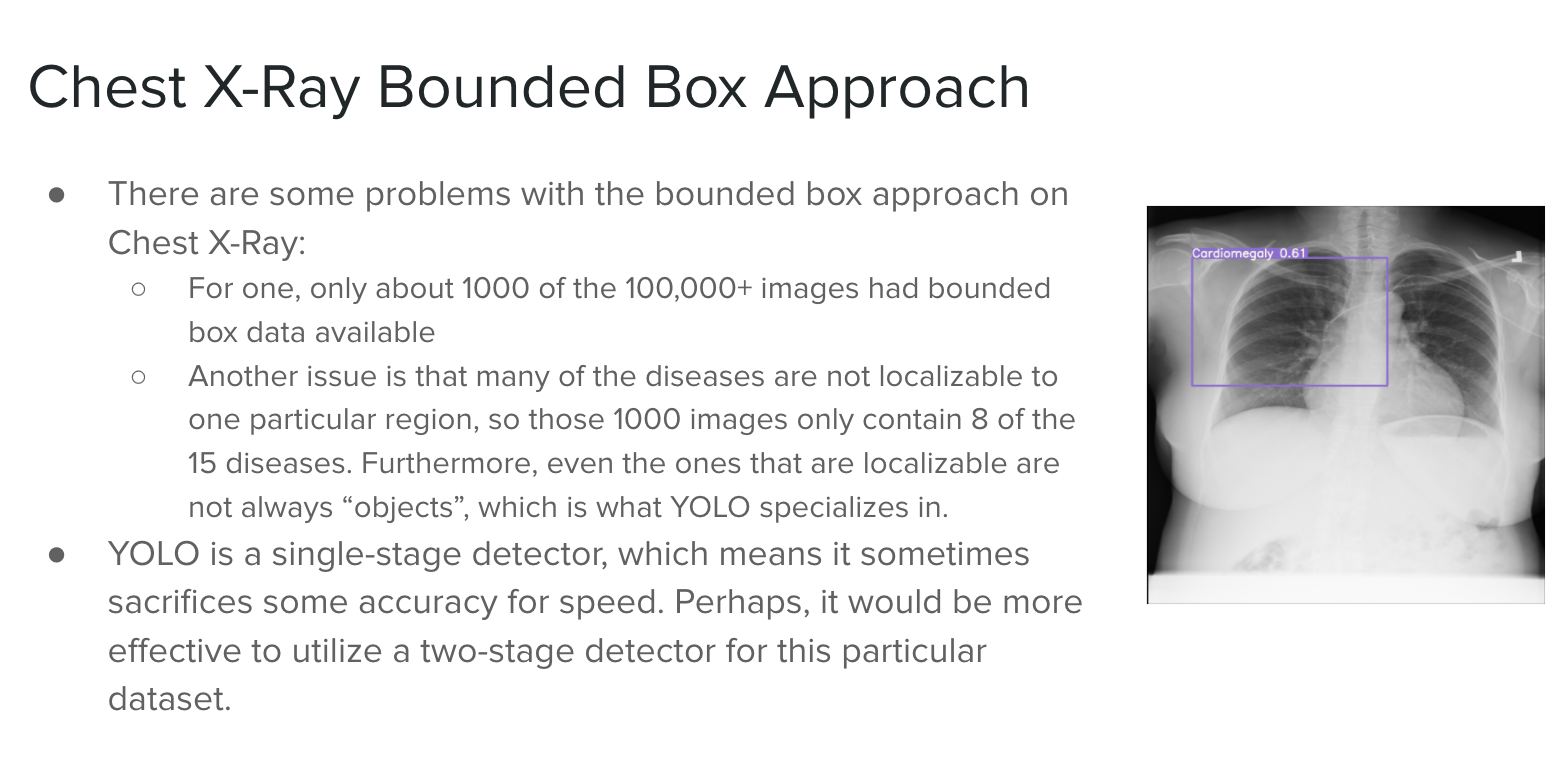 Chest X-Ray Bounded Box Approach
● There are some problems with the bounded box approach on
Chest X-Ray:
○ For one, only about 1000 of the 100,000+ images had bounded
box data available
○ Another issue is that many of the diseases are not localizable to
one particular region, so those 1000 images only contain 8 of the
15 diseases. Furthermore, even the ones that are localizable are
not always “objects”, which is what YOLO specializes in.
● YOLO is a single-stage detector, which means it sometimes
sacrifices some accuracy for speed. Perhaps, it would be more
effective to utilize a two-stage detector for this particular
dataset.
Cardiomegaly 0.61
L